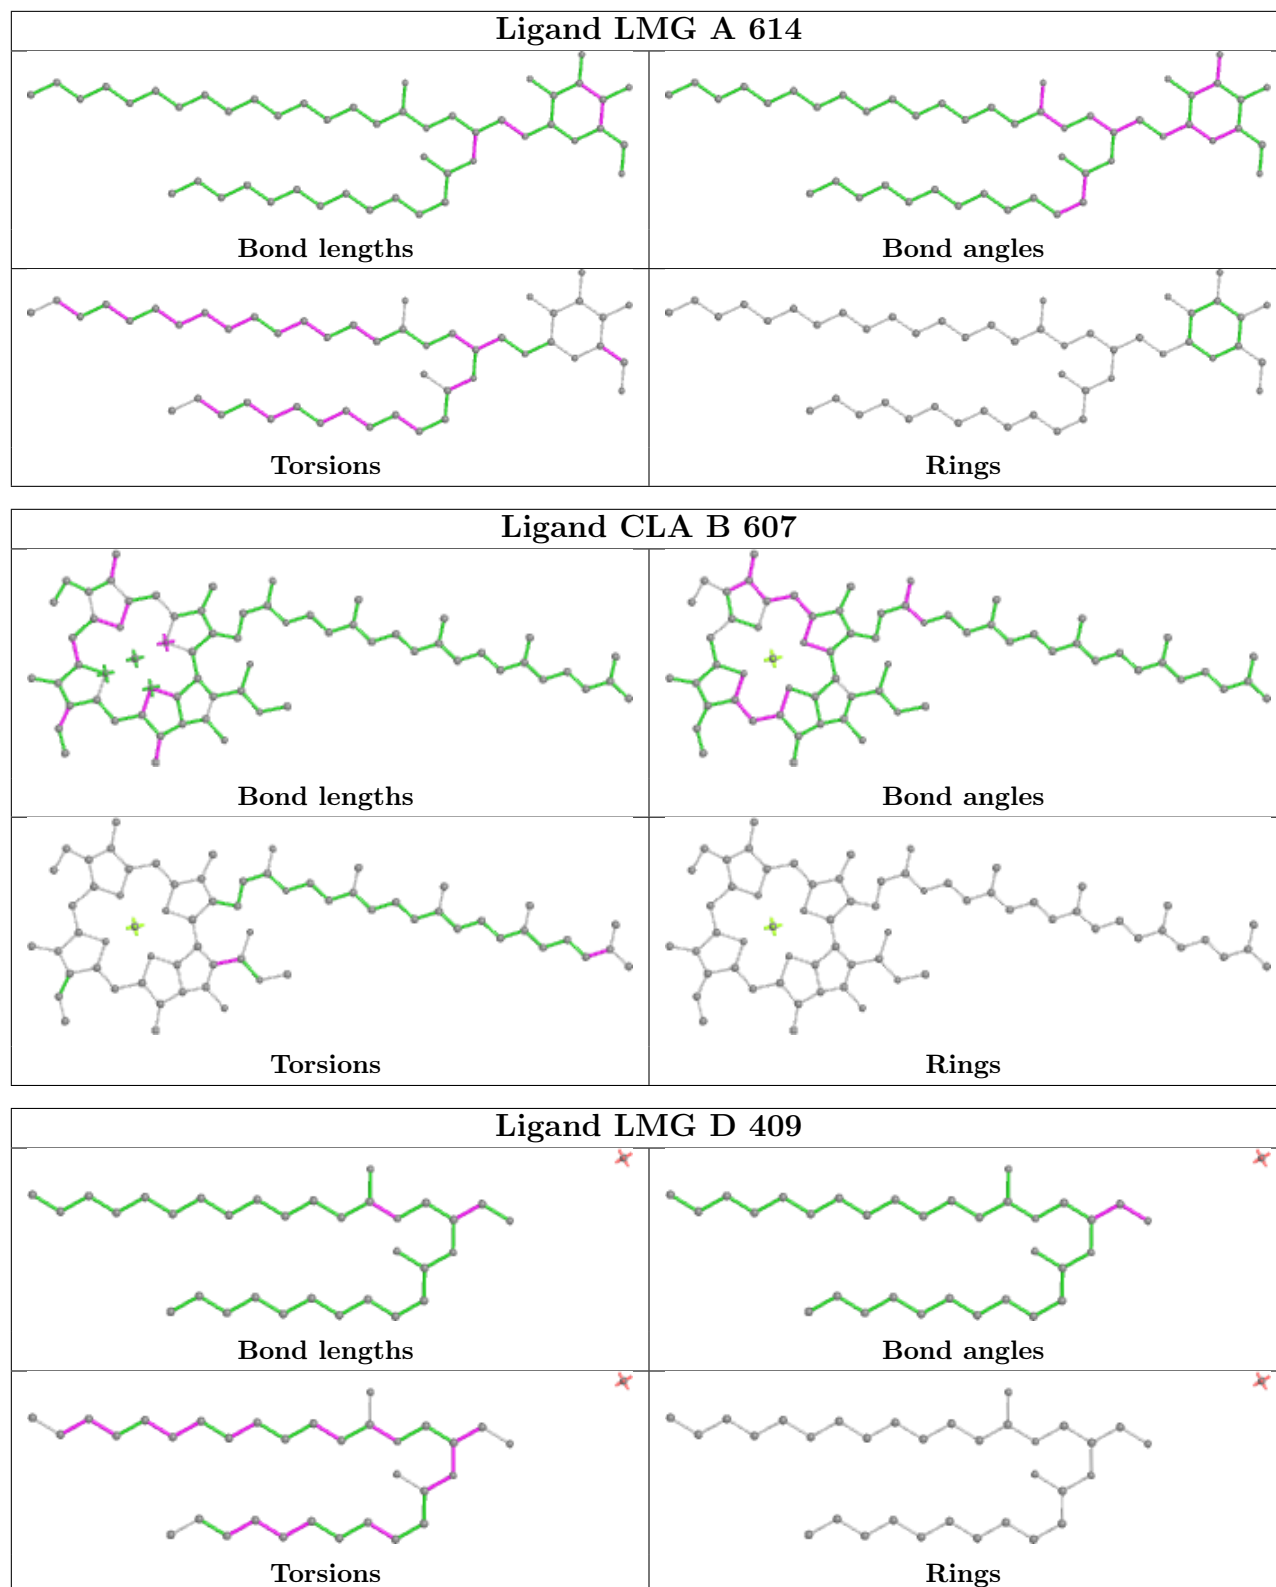 Ligand LMG A 614
Bond lengths
Bond angles
Torsions
Rings
Ligand CLA B 607
Bond lengths
Bond angles
Torsions
Rings
Ligand LMG D 409
Bond lengths
Bond angles
Torsions
Rings